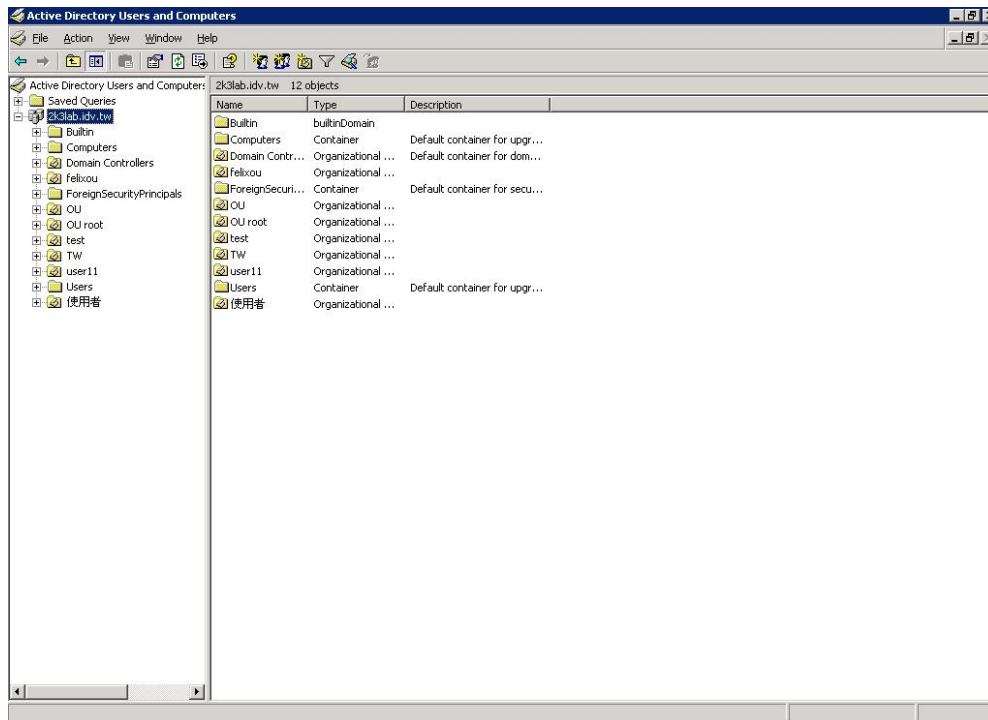 Active Directory Users and Computers
File Action View Window Help
Active Directory Users and Computers
Saved Queries
2k3lab.idv.tw
Builtin
Computers
Domain Controllers
felixou
ForeignSecurityPrincipals
OU
OU root
test
TW
user11
Users
使用者
2k3lab.idv.tw 12 objects
Name Type Description
Builtin builtinDomain
Computers Container Default container for upgr...
Domain Contr... Organizational ... Default container for dom...
felixou Organizational ...
ForeignSecuri... Container Default container for secu...
OU Organizational ...
OU root Organizational ...
test Organizational ...
TW Organizational ...
user11 Organizational ...
Users Container Default container for upgr...
使用者 Organizational ...